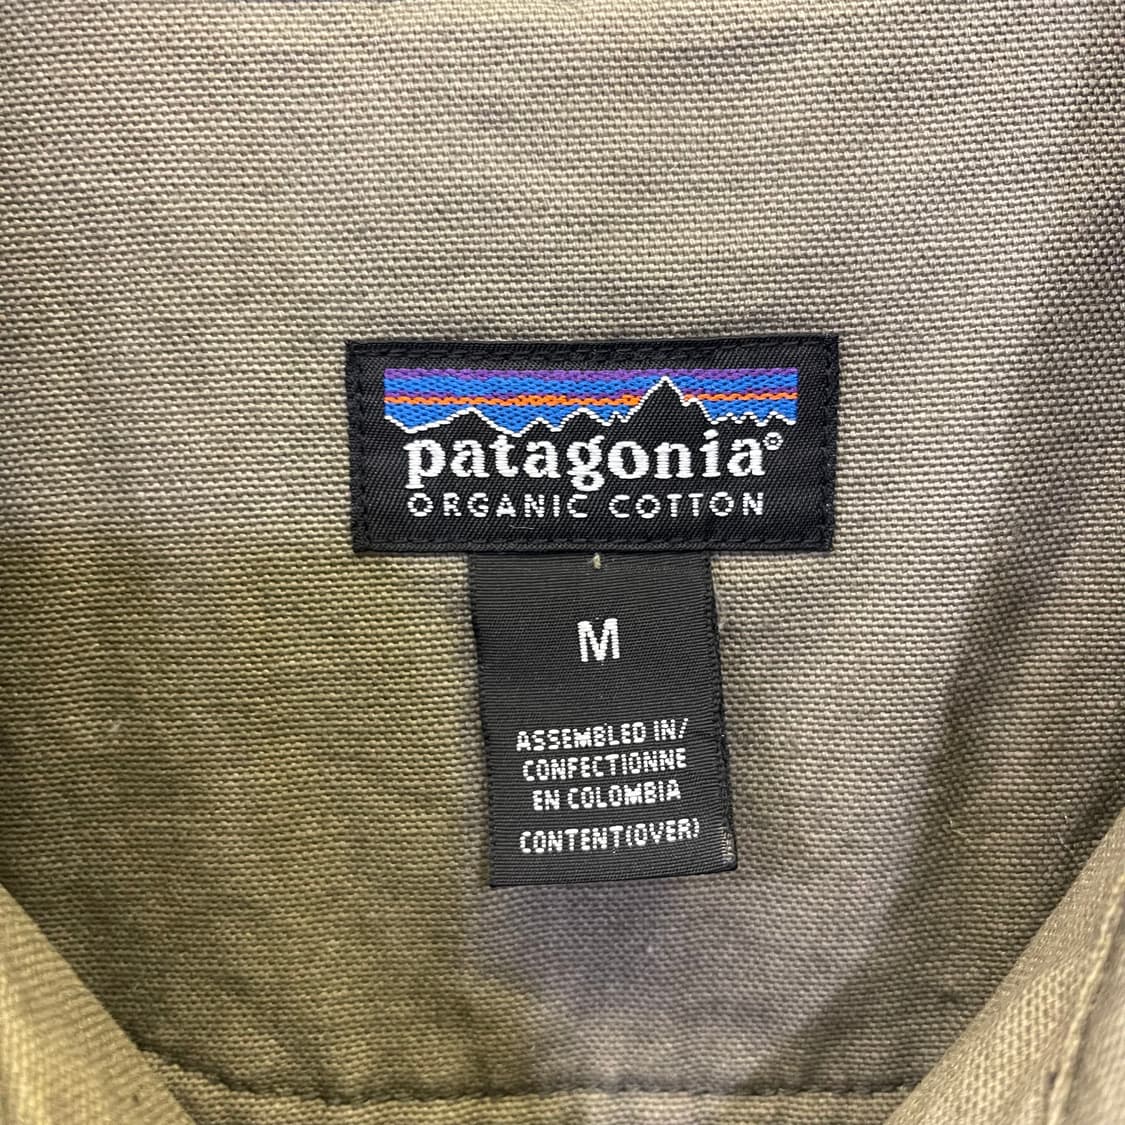 patagonia®
ORGANIC COTTON
M
ASSEMBLED IN/
CONFECTIONNE
EN COLOMBIA
CONTENT(OVER)